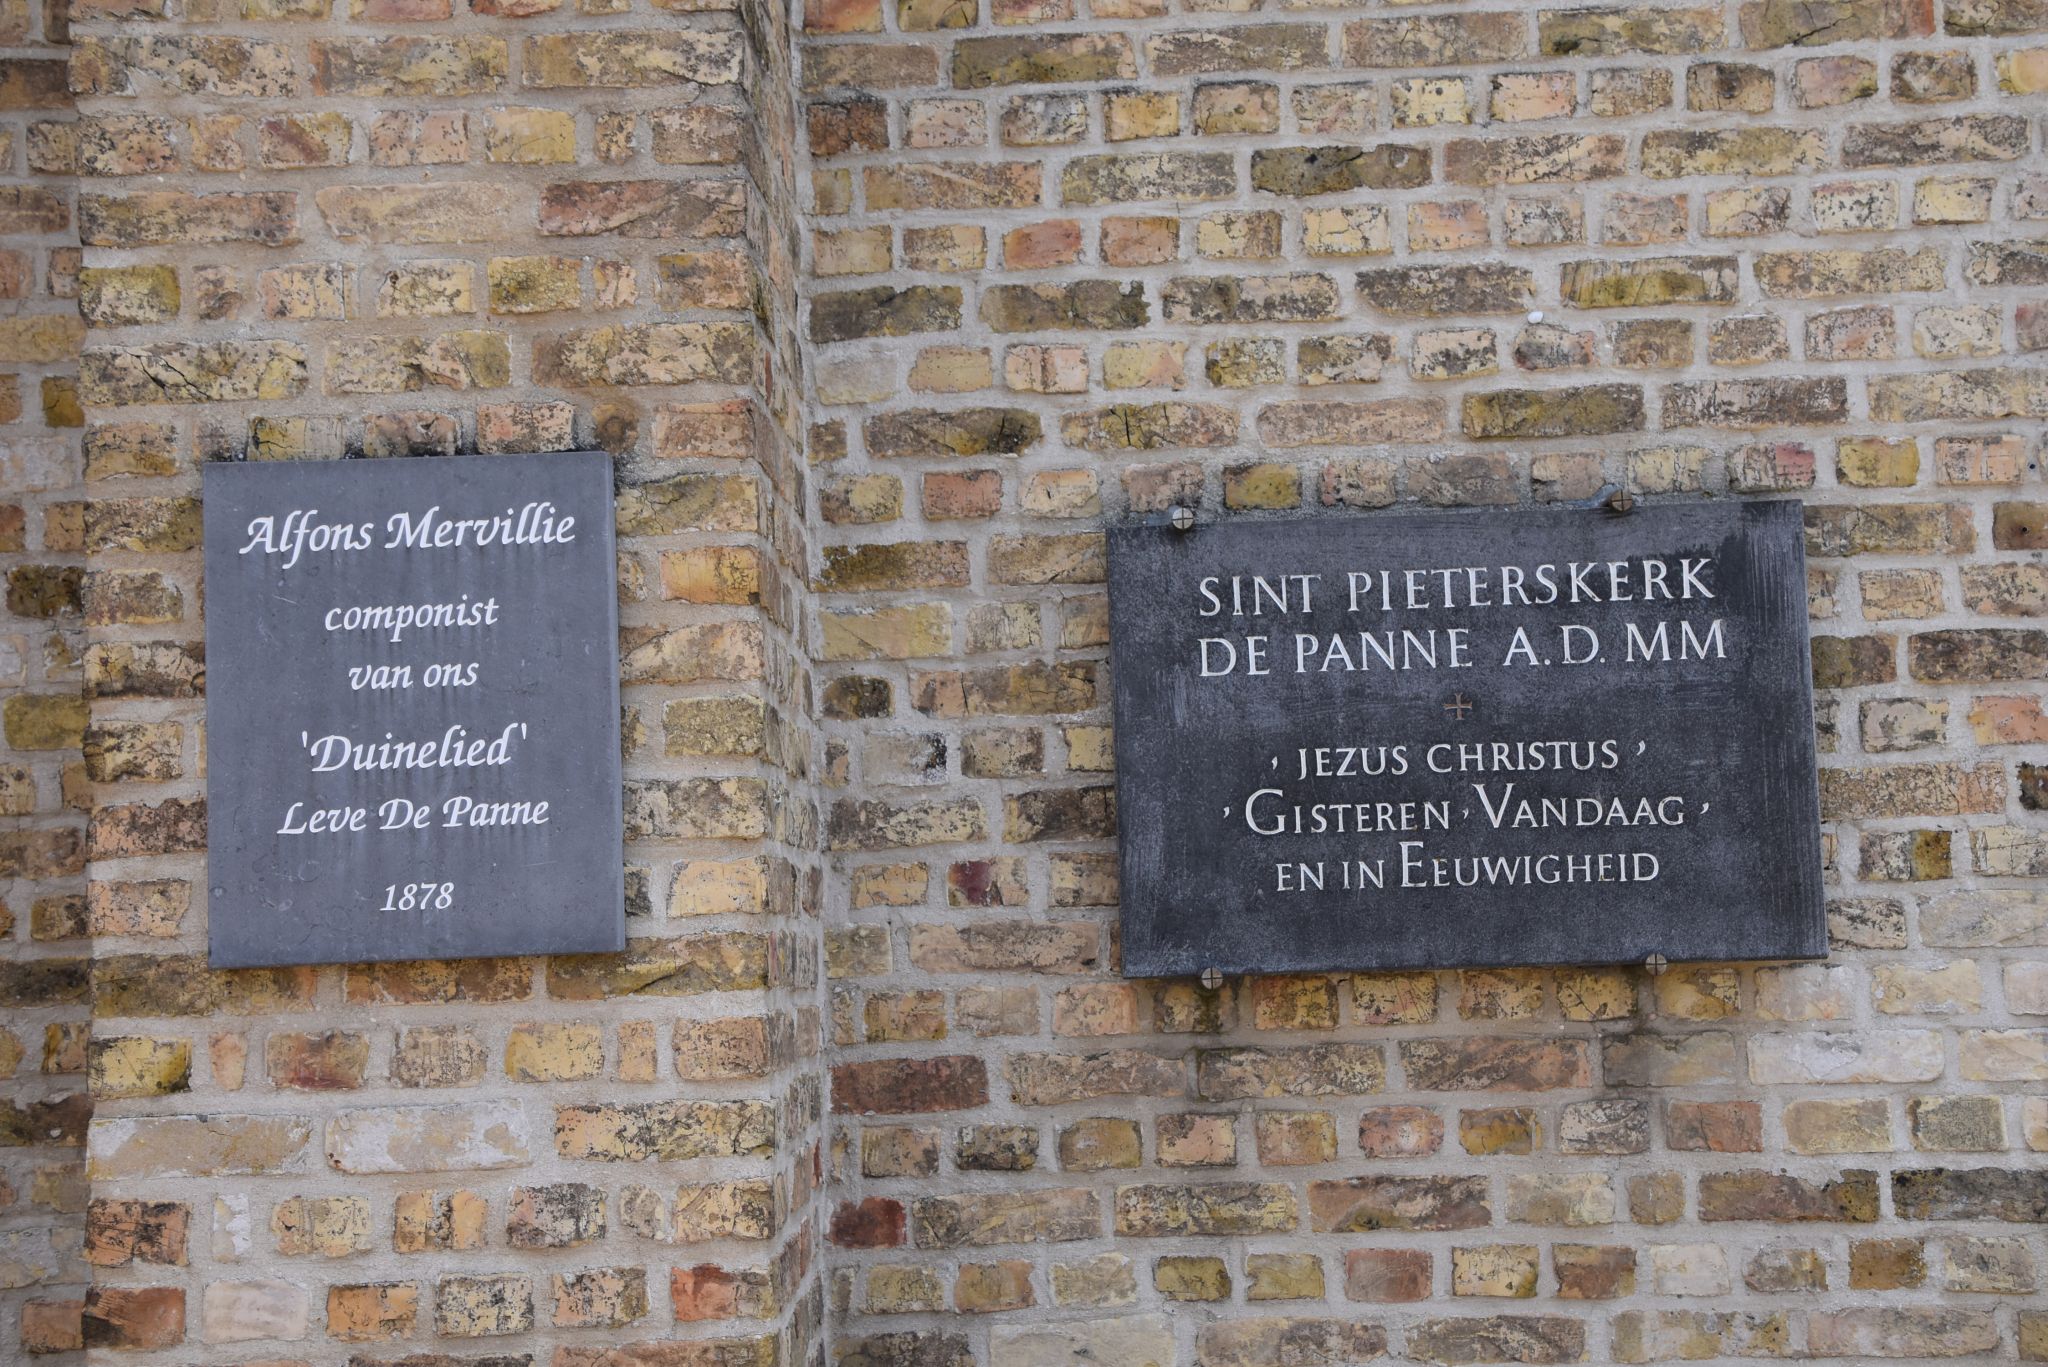 Alfons Mervillie
componist
van ons
'Duinelied'
Leve De Panne
1878
SINT PIETERSKERK
DE PANNE A.D. MM
, JEZUS CHRISTUS ,
, GISTEREN , VANDAAG ,
EN IN EEUWIGHEID